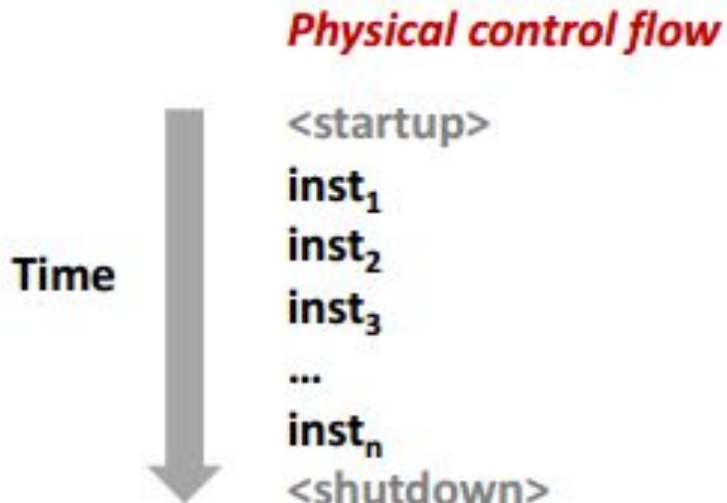 Physical control flow
<startup>
inst₁
inst₂
Time
inst₃
...
instₙ
<shutdown>